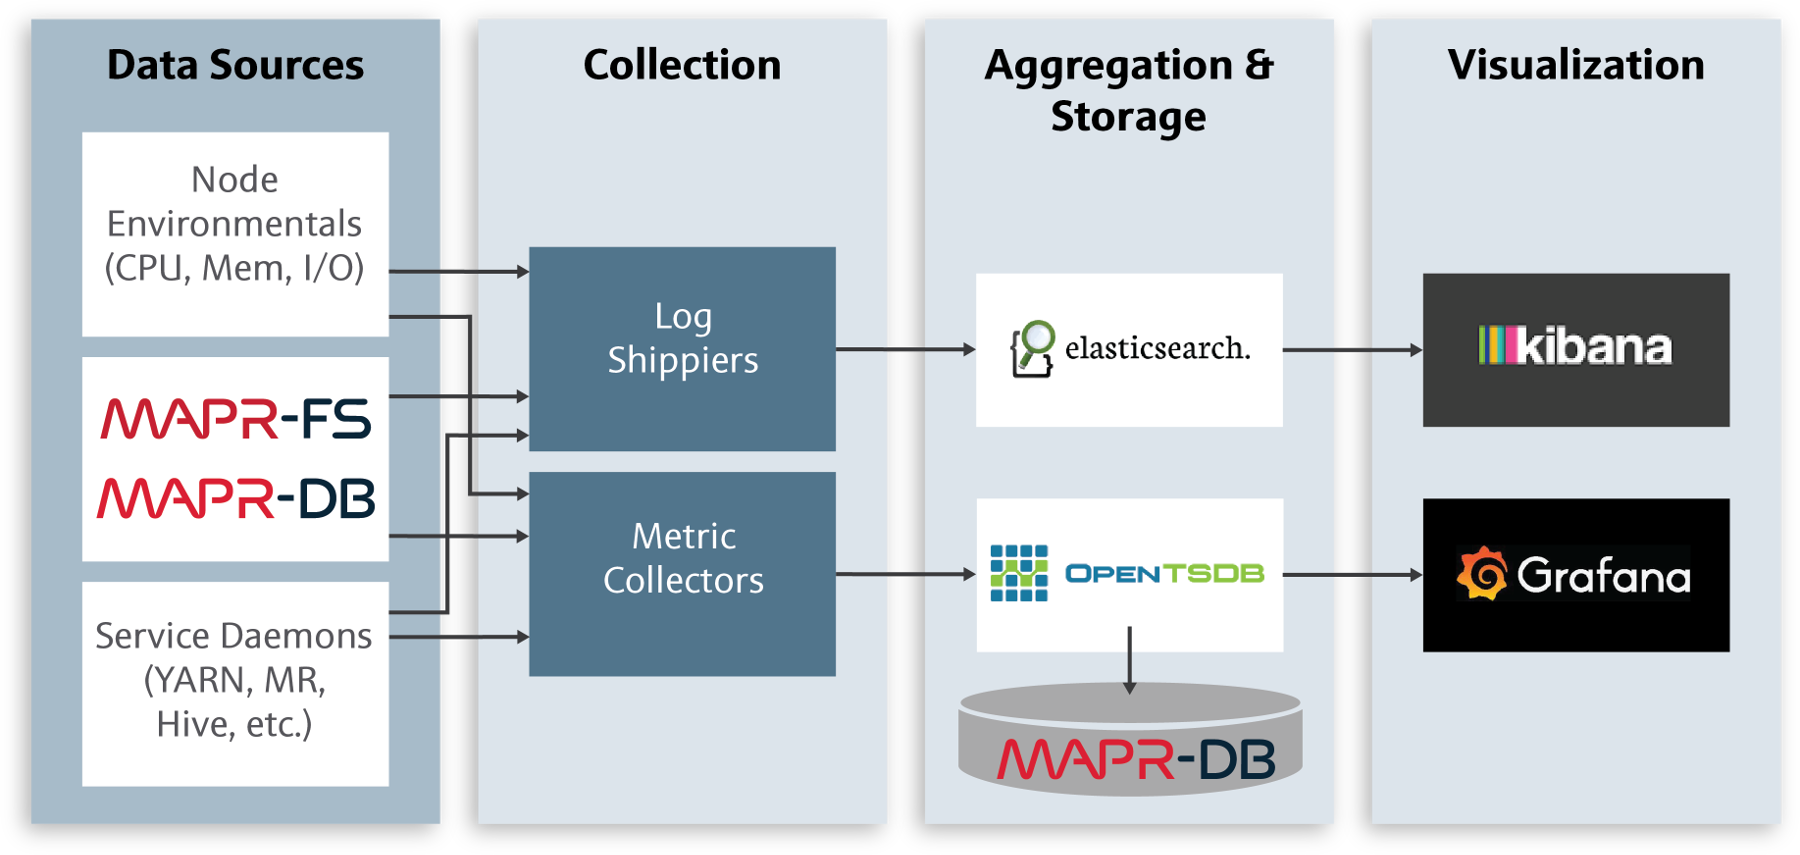 Data Sources
Node
Environmentals
(CPU, Mem, I/O)
MAPR-FS
MAPR-DB
Service Daemons
(YARN, MR,
Hive, etc.)
Collection
Log
Shippiers
Metric
Collectors
Aggregation &
Storage
elasticsearch.
OPENTSDB
MAPR-DB
Visualization
kibana
Grafana